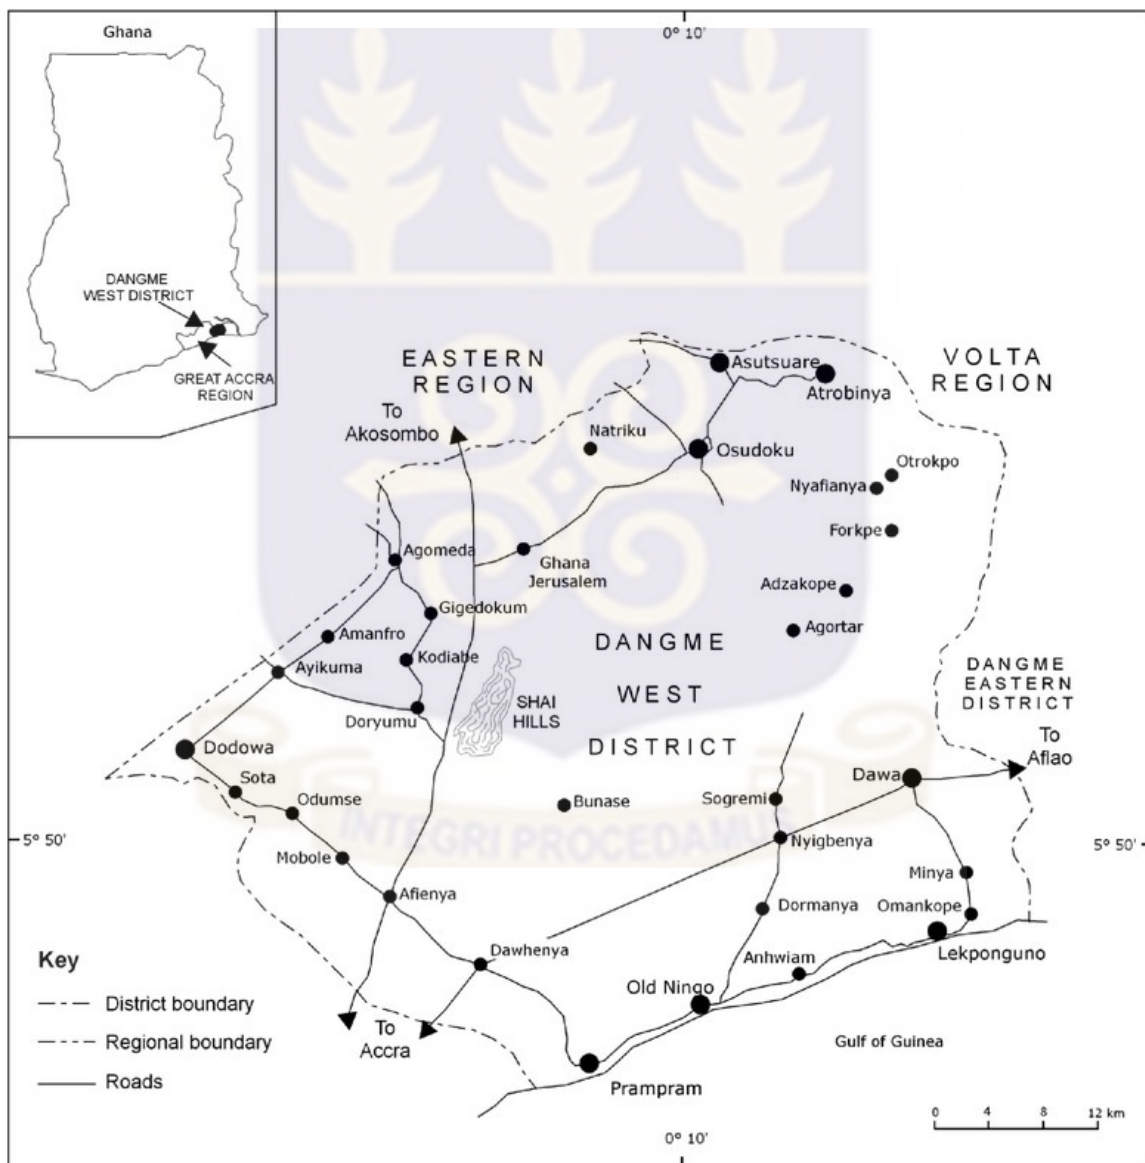 Ghana
0° 10'
DANGME
WEST DISTRICT
GREAT ACCRA
REGION
EASTERN
REGION
VOLTA
REGION
To
Akosombo
Asutsuare
Atrobinya
Natriku
Osudoku
Otrokpo
Nyafianya
Forkpe
Agomeda
Ghana
Jerusalem
Adzakope
Gigedokum
Agortar
Amanfro
DANGME
WEST
DISTRICT
Kodiabe
Ayikuma
SHAI
HILLS
DANGME
EASTERN
DISTRICT
Doryumu
To
Aflao
Dodowa
Dawa
Sota
Odumse
Bunase
Sogremi
INTEGRI PROCEDAMUS
5° 50'
Nyigbenya
5° 50'
Mobole
Minya
Afienya
Dormanya
Omankope
Dawhenya
Anhwiam
Lekponguno
Old Ningo
Key
District boundary
Regional boundary
Roads
To
Accra
Gulf of Guinea
Prampram
0 4 8 12 km
0° 10'